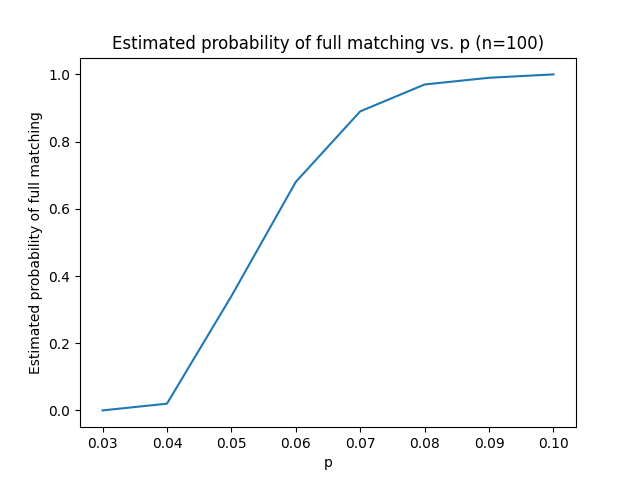 Estimated probability of full matching vs. p (n=100)
Estimated probability of full matching
1.0
0.8
0.6
0.4
0.2
0.0
0.03 0.04 0.05 0.06 0.07 0.08 0.09 0.10
p